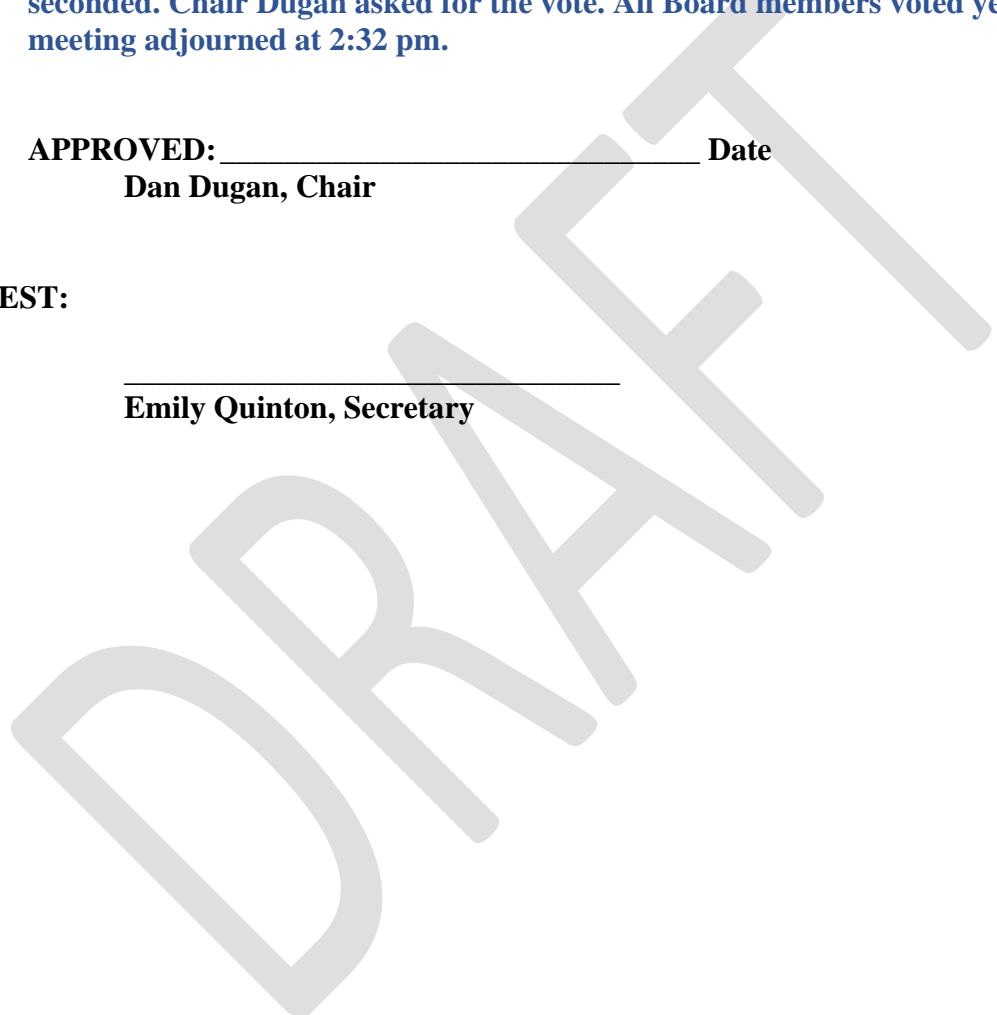 seconded. Chair Dugan asked for the vote. All Board members voted ye
meeting adjourned at 2:32 pm.
APPROVED:______________________________ Date
Dan Dugan, Chair
EST:
_______________________________
Emily Quinton, Secretary
DRAFT